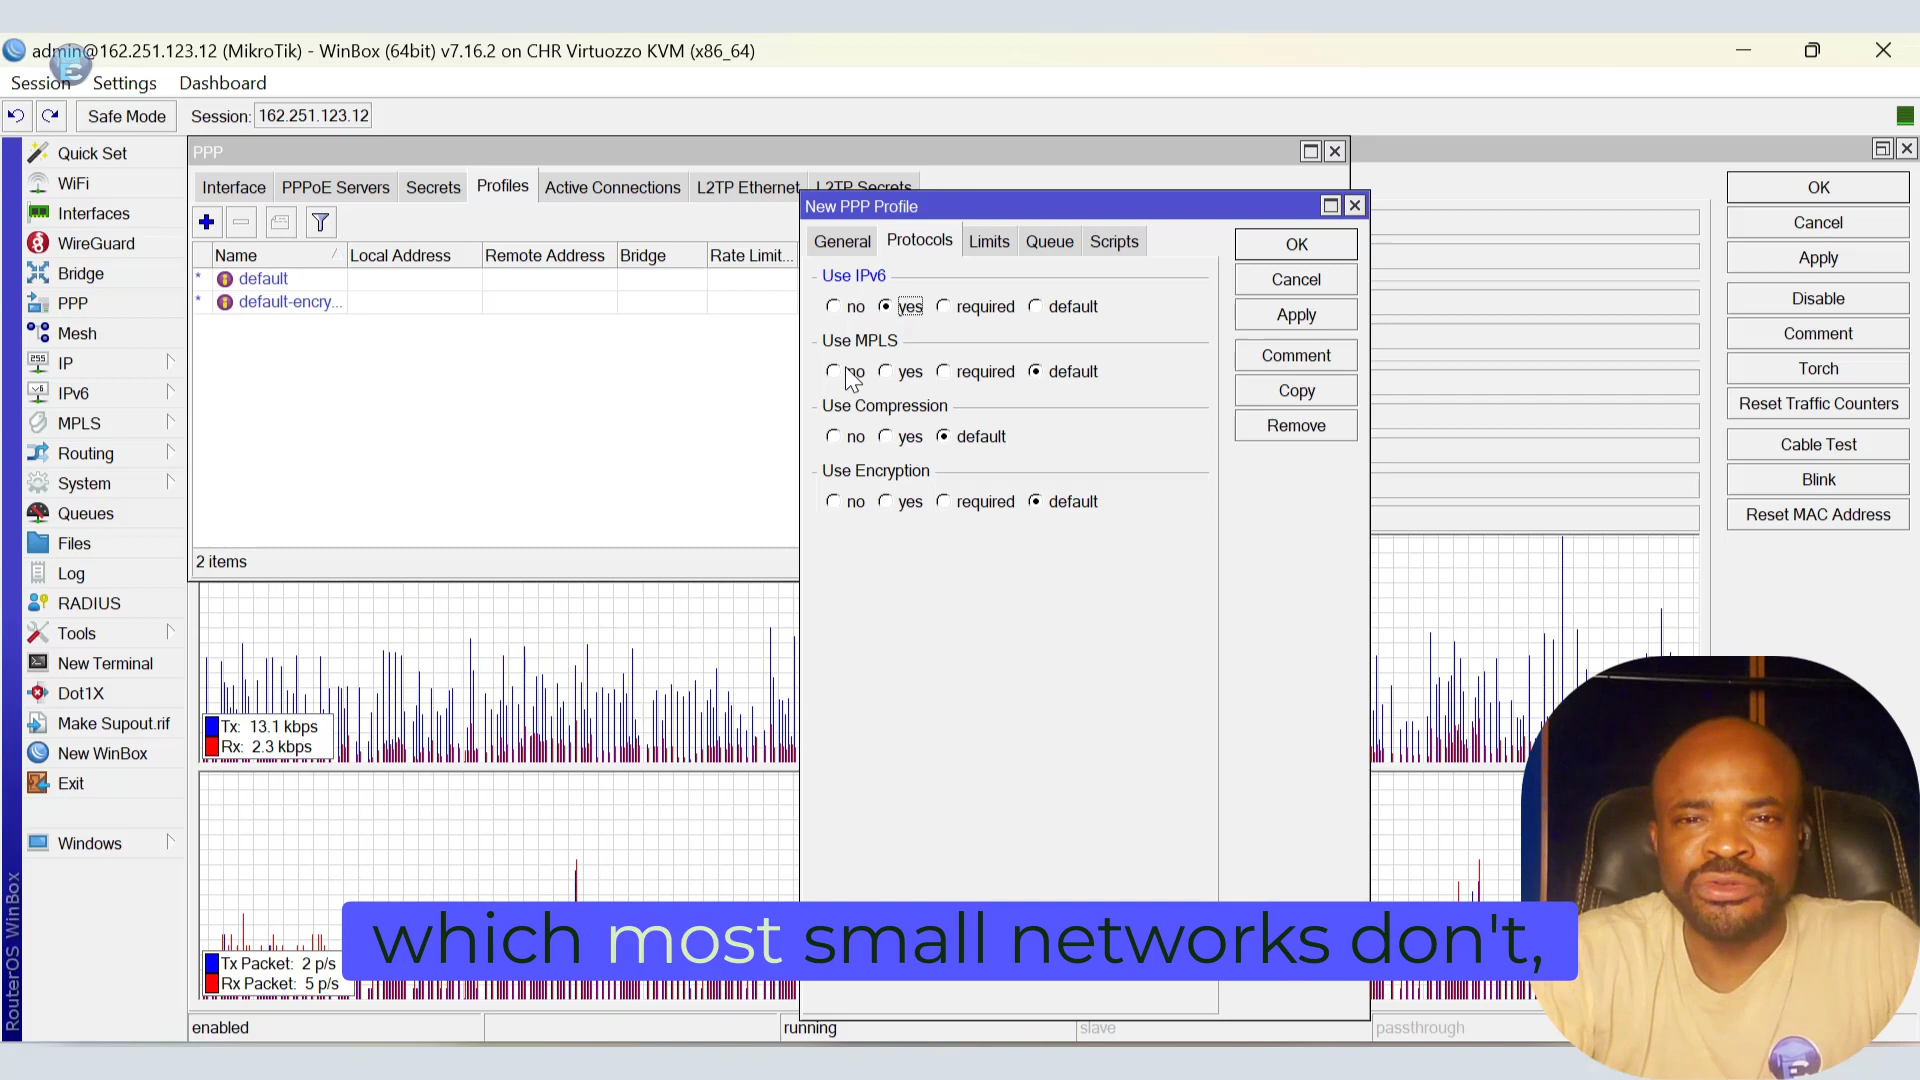 admin@162.251.123.12 (MikroTik) - WinBox (64bit) v7.16.2 on CHR Virtuozzo KVM (x86_64)
Session Settings Dashboard
Safe Mode Session: 162.251.123.12
Quick Set
WiFi
Interfaces
WireGuard
Bridge
PPP
Mesh
IP
IPv6
MPLS
Routing
System
Queues
Files
Log
RADIUS
Tools
New Terminal
Dot1X
Make Supout.rif
New WinBox
Exit
Windows
RouterOS WinBox
PPP
Interface PPPoE Servers Secrets Profiles Active Connections L2TP Ethernet L2TP Secrets
Name Local Address Remote Address Bridge Rate Limit...
* default
* default-encry...
2 items
New PPP Profile
General Protocols Limits Queue Scripts
Use IPv6
no yes required default
Use MPLS
no yes required default
Use Compression
no yes default
Use Encryption
no yes required default
OK
Cancel
Apply
Comment
Copy
Remove
OK
Cancel
Apply
Disable
Comment
Torch
Reset Traffic Counters
Cable Test
Blink
Reset MAC Address
Tx: 13.1 kbps
Rx: 2.3 kbps
Tx Packet: 2 p/s
Rx Packet: 5 p/s
which most small networks don't,
enabled running slave passthrough